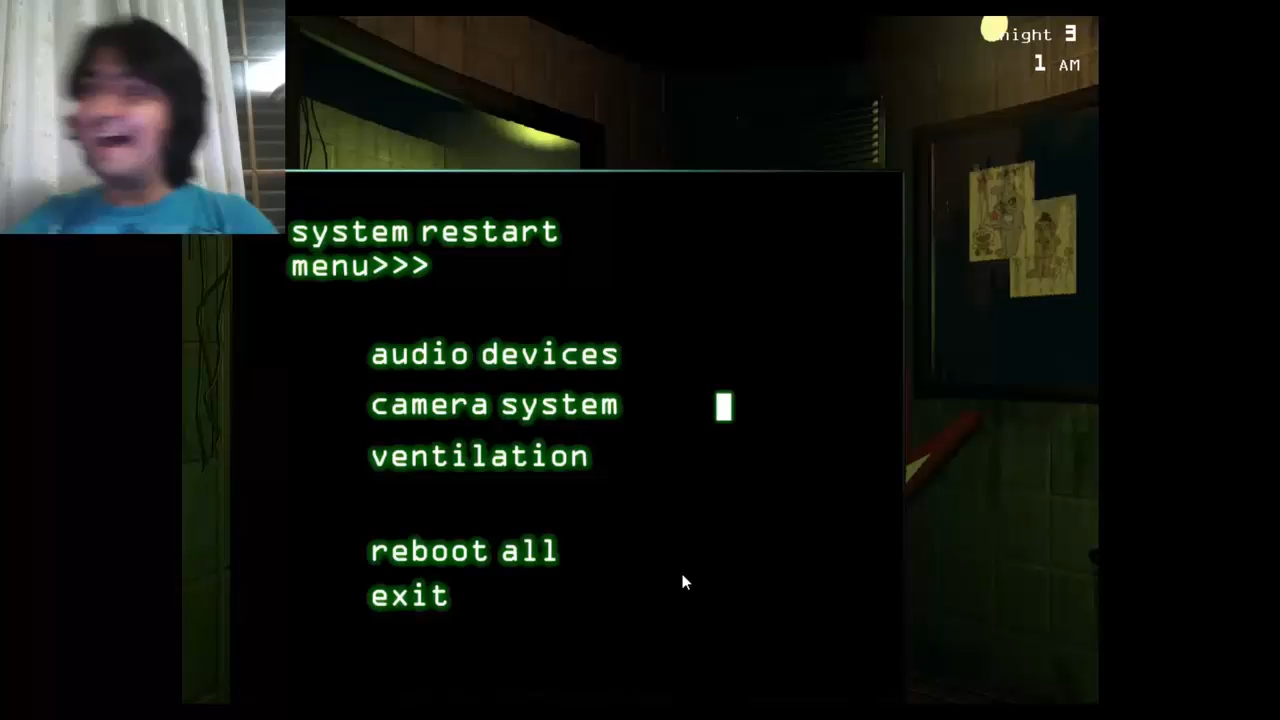 night 3
1 AM
system restart
menu>>>
audio devices
camera system
ventilation
reboot all
exit